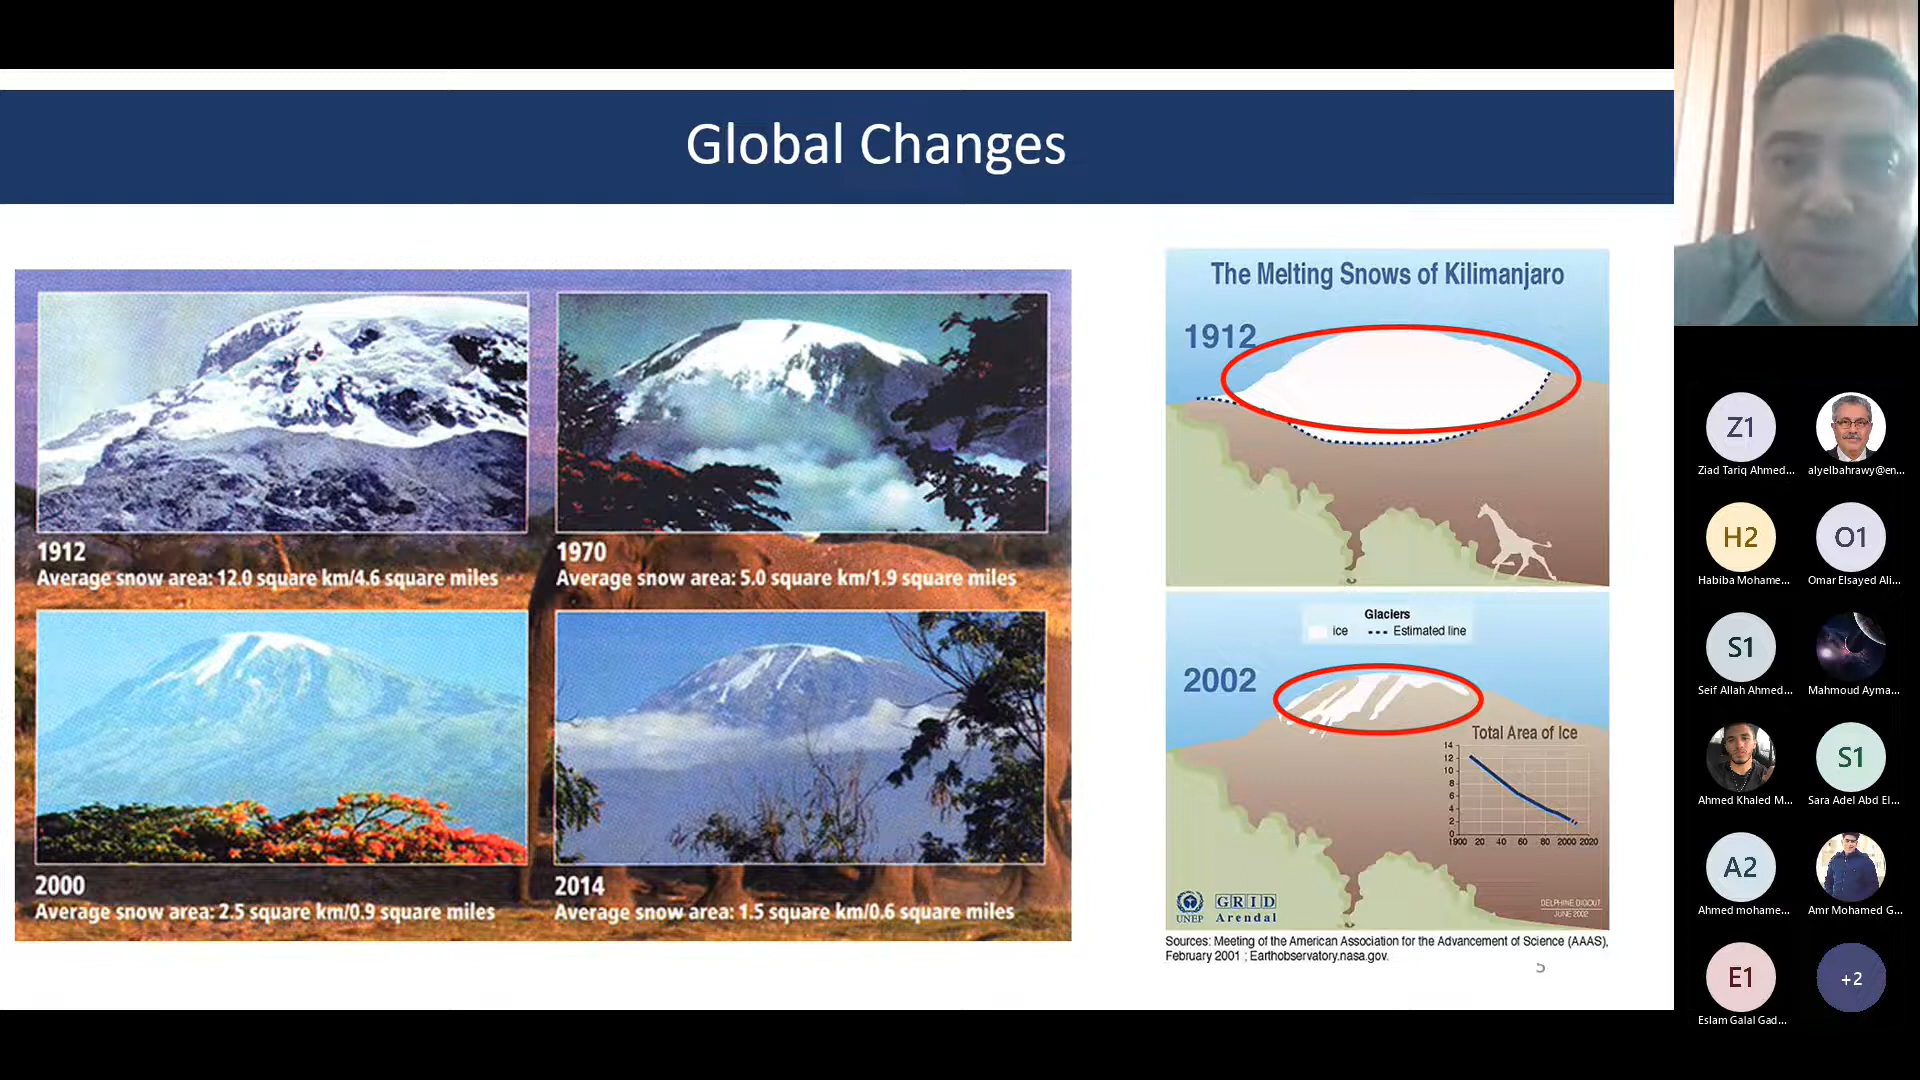 Global Changes
1912
Average snow area: 12.0 square km/4.6 square miles
1970
Average snow area: 5.0 square km/1.9 square miles
2000
Average snow area: 2.5 square km/0.9 square miles
2014
Average snow area: 1.5 square km/0.6 square miles
The Melting Snows of Kilimanjaro
1912
Glaciers
ice
Estimated line
2002
Total Area of Ice
14
12
10
8
6
4
2
0
1900 20 40 60 80 2000 2020
UNEP
GRID
Arendal
DELPHINE DIGOUT
JUNE 2002
Sources: Meeting of the American Association for the Advancement of Science (AAAS),
February 2001 ; Earthobservatory.nasa.gov.
5
Z1
Ziad Tariq Ahmed...
alyelbahrawy@en...
H2
Habiba Mohame...
O1
Omar Elsayed Ali...
S1
Seif Allah Ahmed...
Mahmoud Ayma...
Ahmed Khaled M...
S1
Sara Adel Abd El...
A2
Ahmed mohame...
Amr Mohamed G...
E1
Eslam Galal Gad...
+2